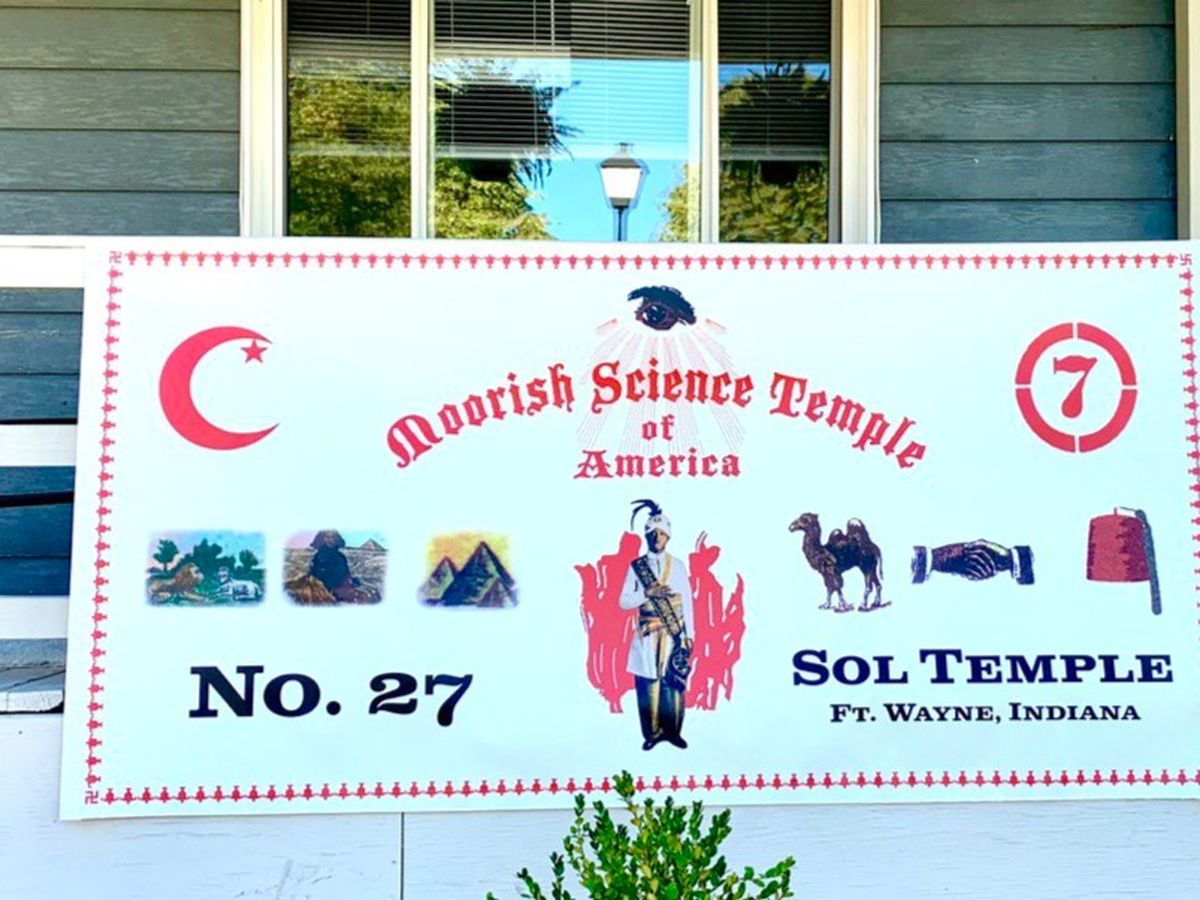 Moorish Science Temple
of
America
7
No. 27
Sol Temple
Ft. Wayne, Indiana